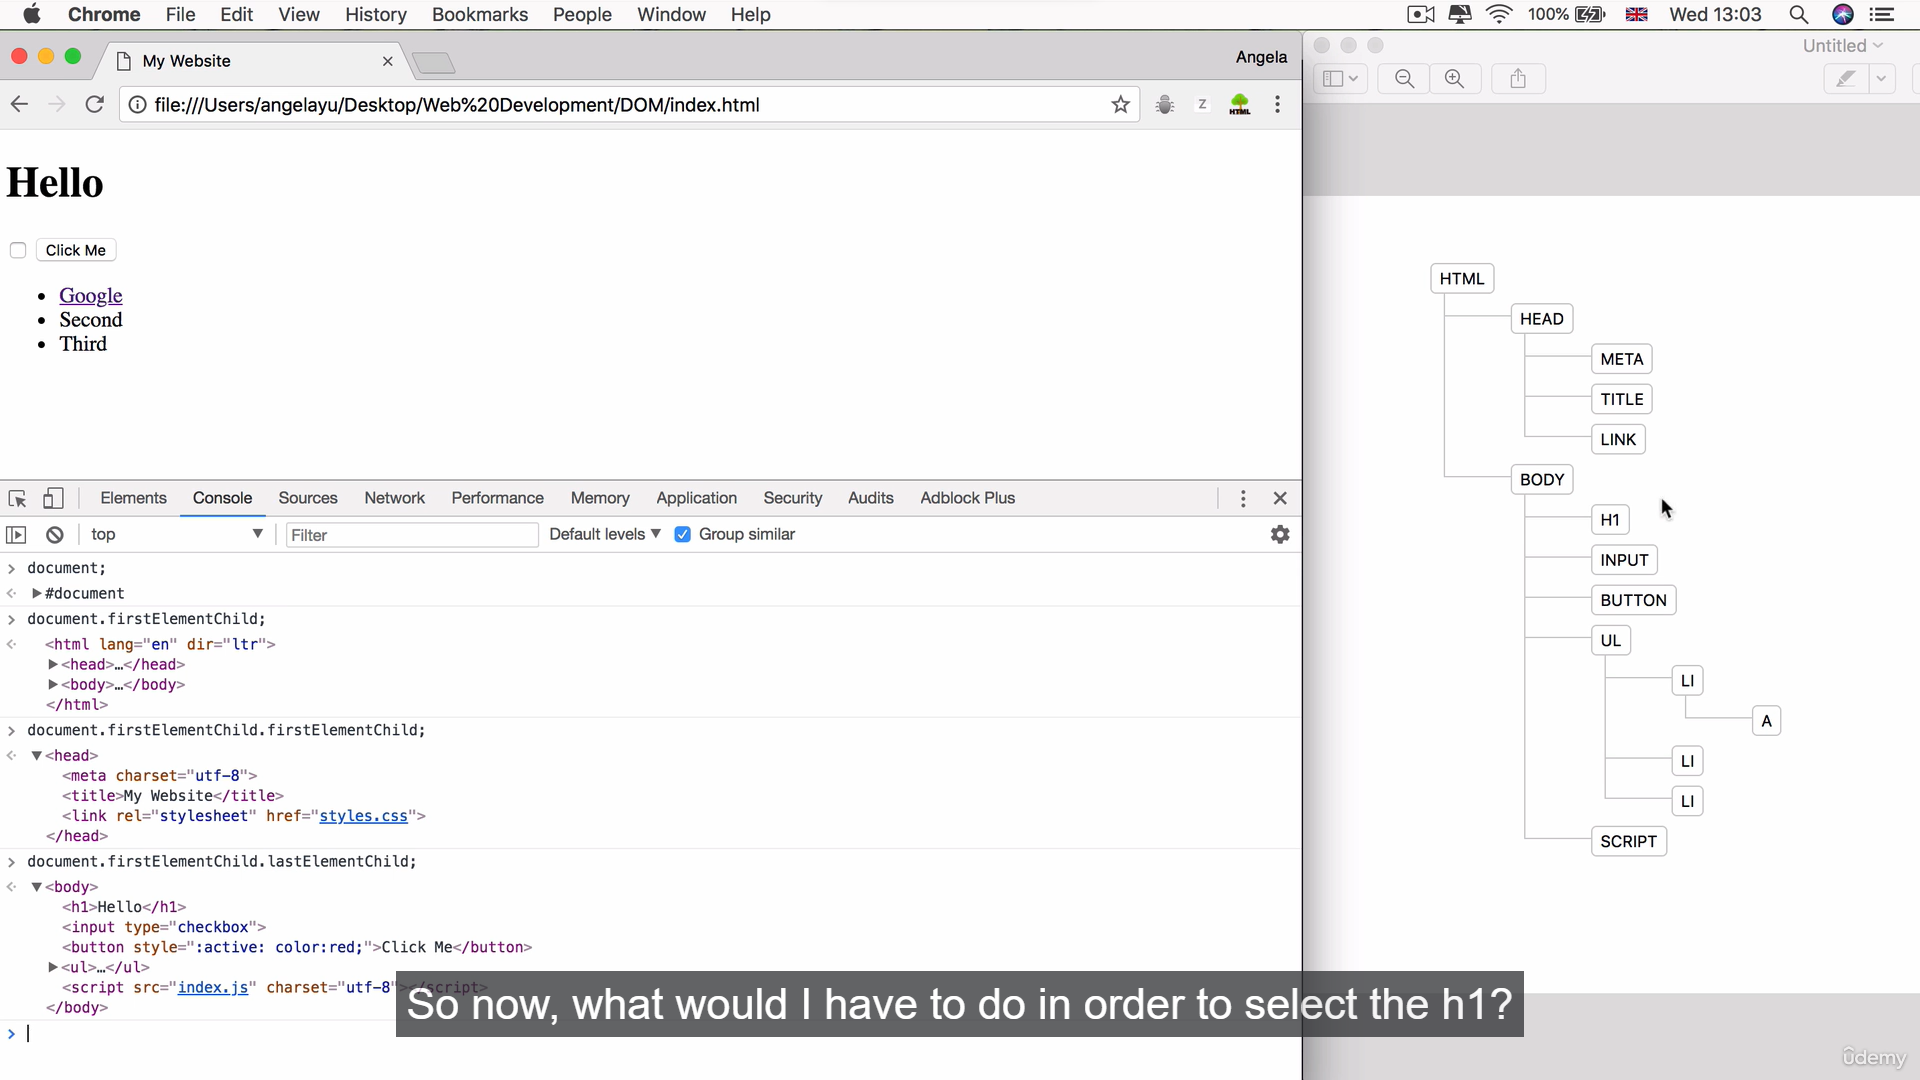 Chrome File Edit View History Bookmarks People Window Help 100% Wed 13:03
My Website Angela Untitled
file:///Users/angelayu/Desktop/Web%20Development/DOM/index.html Z HTML
Hello
Click Me
• Google
• Second
• Third
Elements Console Sources Network Performance Memory Application Security Audits Adblock Plus
top Filter Default levels Group similar
document;
#document
document.firstElementChild;
<html lang="en" dir="ltr">
<head>…</head>
<body>…</body>
</html>
document.firstElementChild.firstElementChild;
<head>
<meta charset="utf-8">
<title>My Website</title>
<link rel="stylesheet" href="styles.css">
</head>
document.firstElementChild.lastElementChild;
<body>
<h1>Hello</h1>
<input type="checkbox">
<button style=":active: color:red;">Click Me</button>
<ul>…</ul>
<script src="index.js" charset="utf-8"></script>
</body>
HTML
HEAD
META
TITLE
LINK
BODY
H1
INPUT
BUTTON
UL
LI
A
LI
LI
SCRIPT
So now, what would I have to do in order to select the h1?
ûdemy